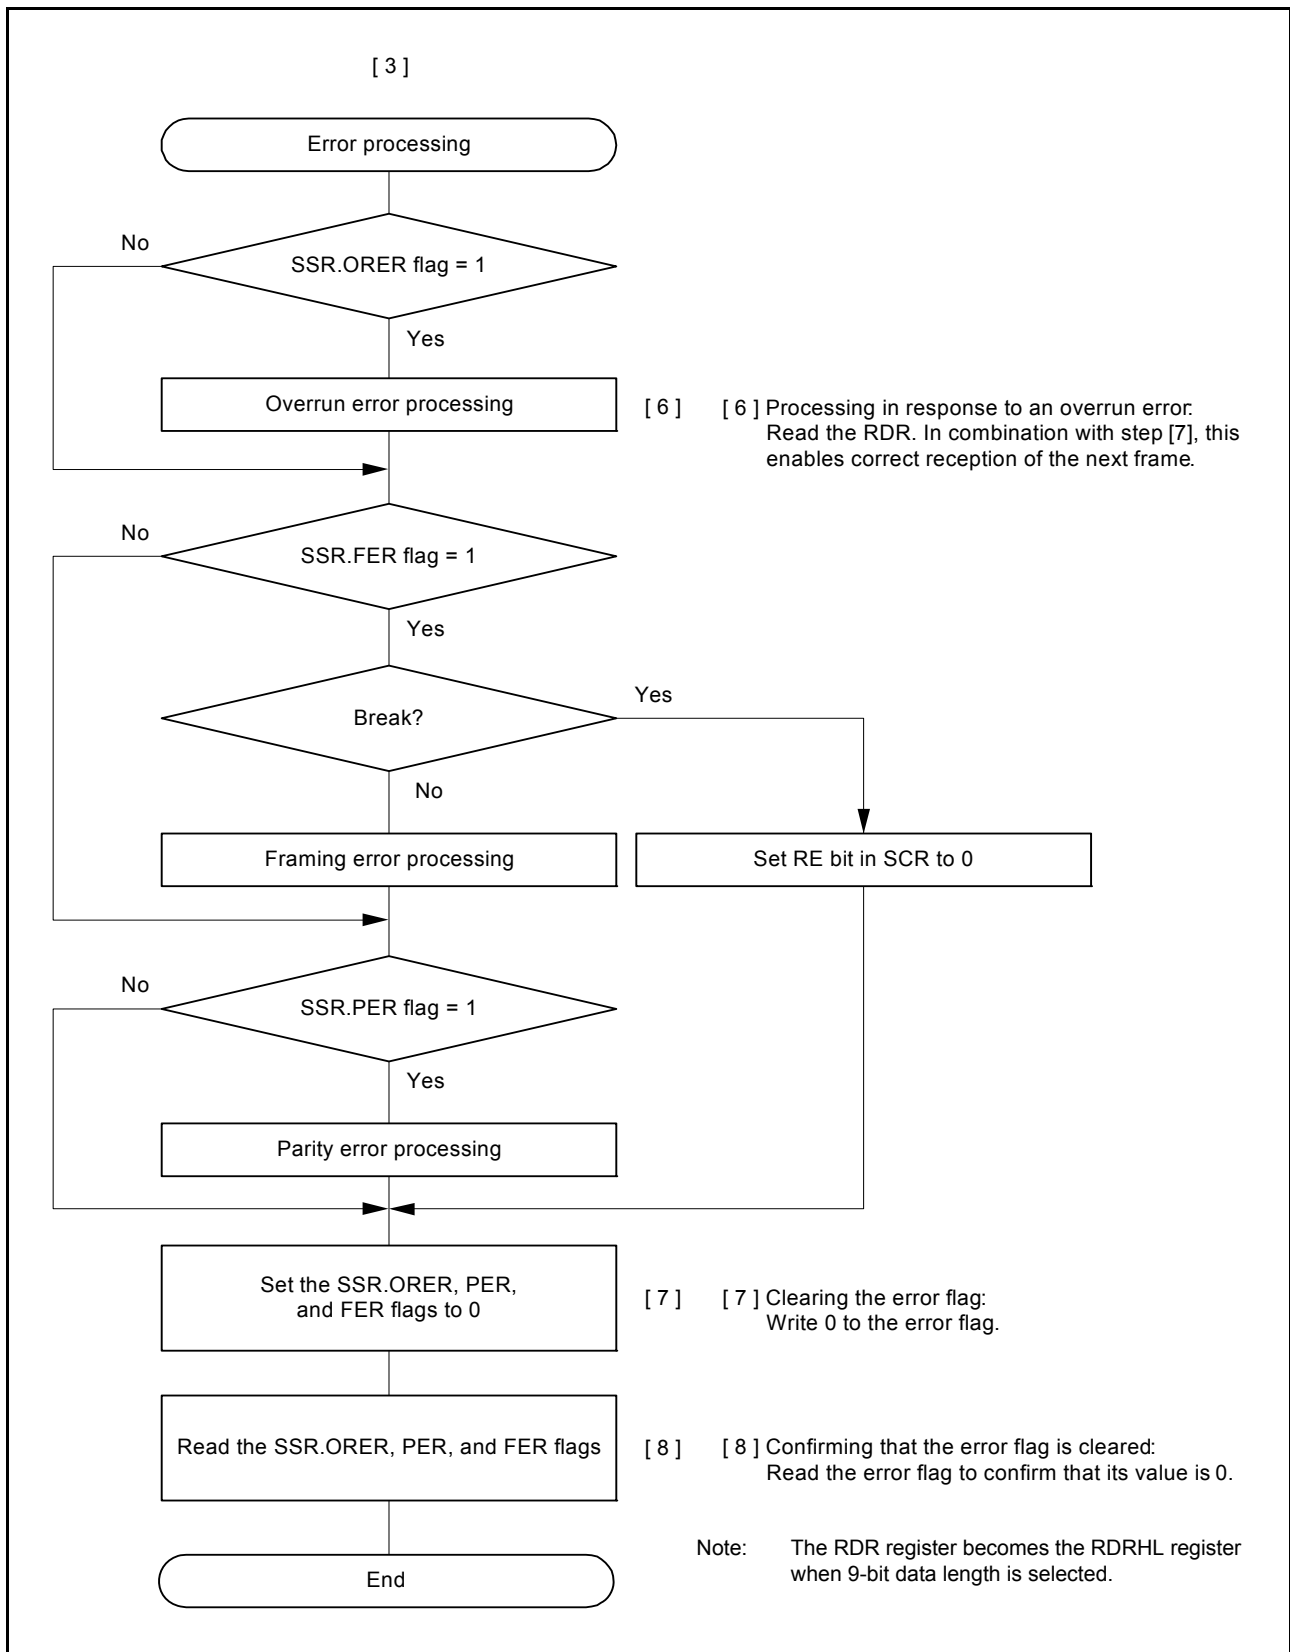 [ 3 ]
Error processing
No
SSR.ORER flag = 1
Yes
Overrun error processing
[ 6 ]
[ 6 ] Processing in response to an overrun error:
Read the RDR. In combination with step [7], this
enables correct reception of the next frame.
No
SSR.FER flag = 1
Yes
Break?
Yes
No
Framing error processing
Set RE bit in SCR to 0
No
SSR.PER flag = 1
Yes
Parity error processing
Set the SSR.ORER, PER,
and FER flags to 0
[ 7 ]
[ 7 ] Clearing the error flag:
Write 0 to the error flag.
Read the SSR.ORER, PER, and FER flags
[ 8 ]
[ 8 ] Confirming that the error flag is cleared:
Read the error flag to confirm that its value is 0.
Note: The RDR register becomes the RDRHL register
when 9-bit data length is selected.
End